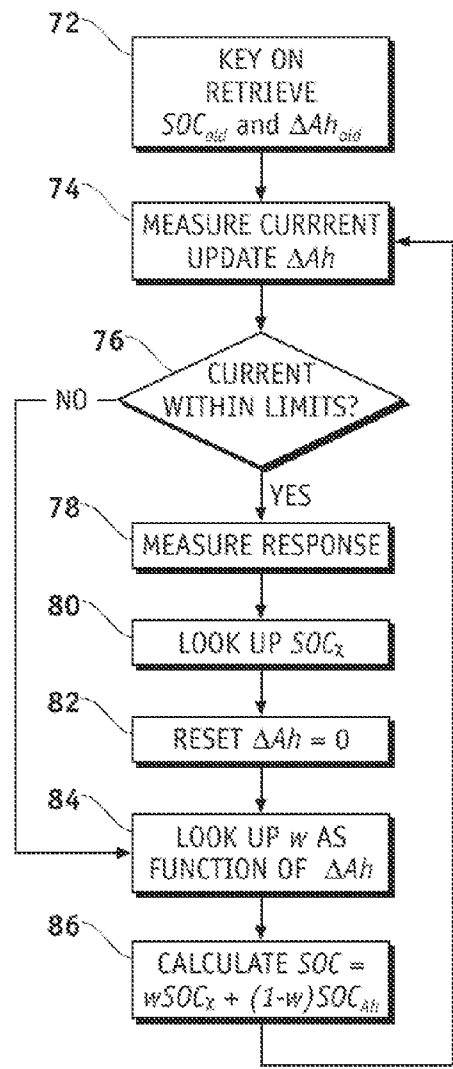 72
KEY ON
RETRIEVE
SOC_old and ΔAh_old
74
MEASURE CURRRENT
UPDATE ΔAh
76
CURRENT
WITHIN LIMITS?
NO
YES
78
MEASURE RESPONSE
80
LOOK UP SOC_X
82
RESET ΔAh = 0
84
LOOK UP w AS
FUNCTION OF ΔAh
86
CALCULATE SOC =
wSOC_X + (1-w)SOC_Ah